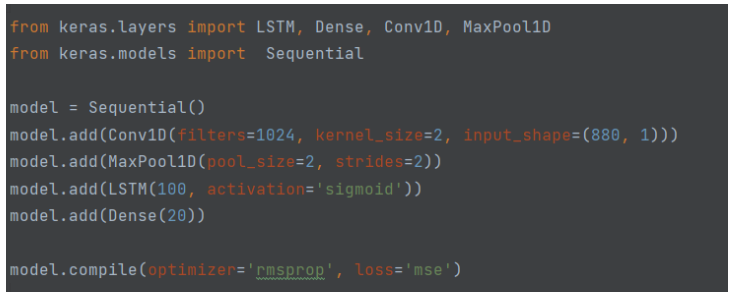 from keras.layers import LSTM, Dense, Conv1D, MaxPool1D
from keras.models import  Sequential
model = Sequential()
model.add(Conv1D(filters=1024, kernel_size=2, input_shape=(880, 1)))
model.add(MaxPool1D(pool_size=2, strides=2))
model.add(LSTM(100, activation='sigmoid'))
model.add(Dense(20))
model.compile(optimizer='rmsprop', loss='mse')